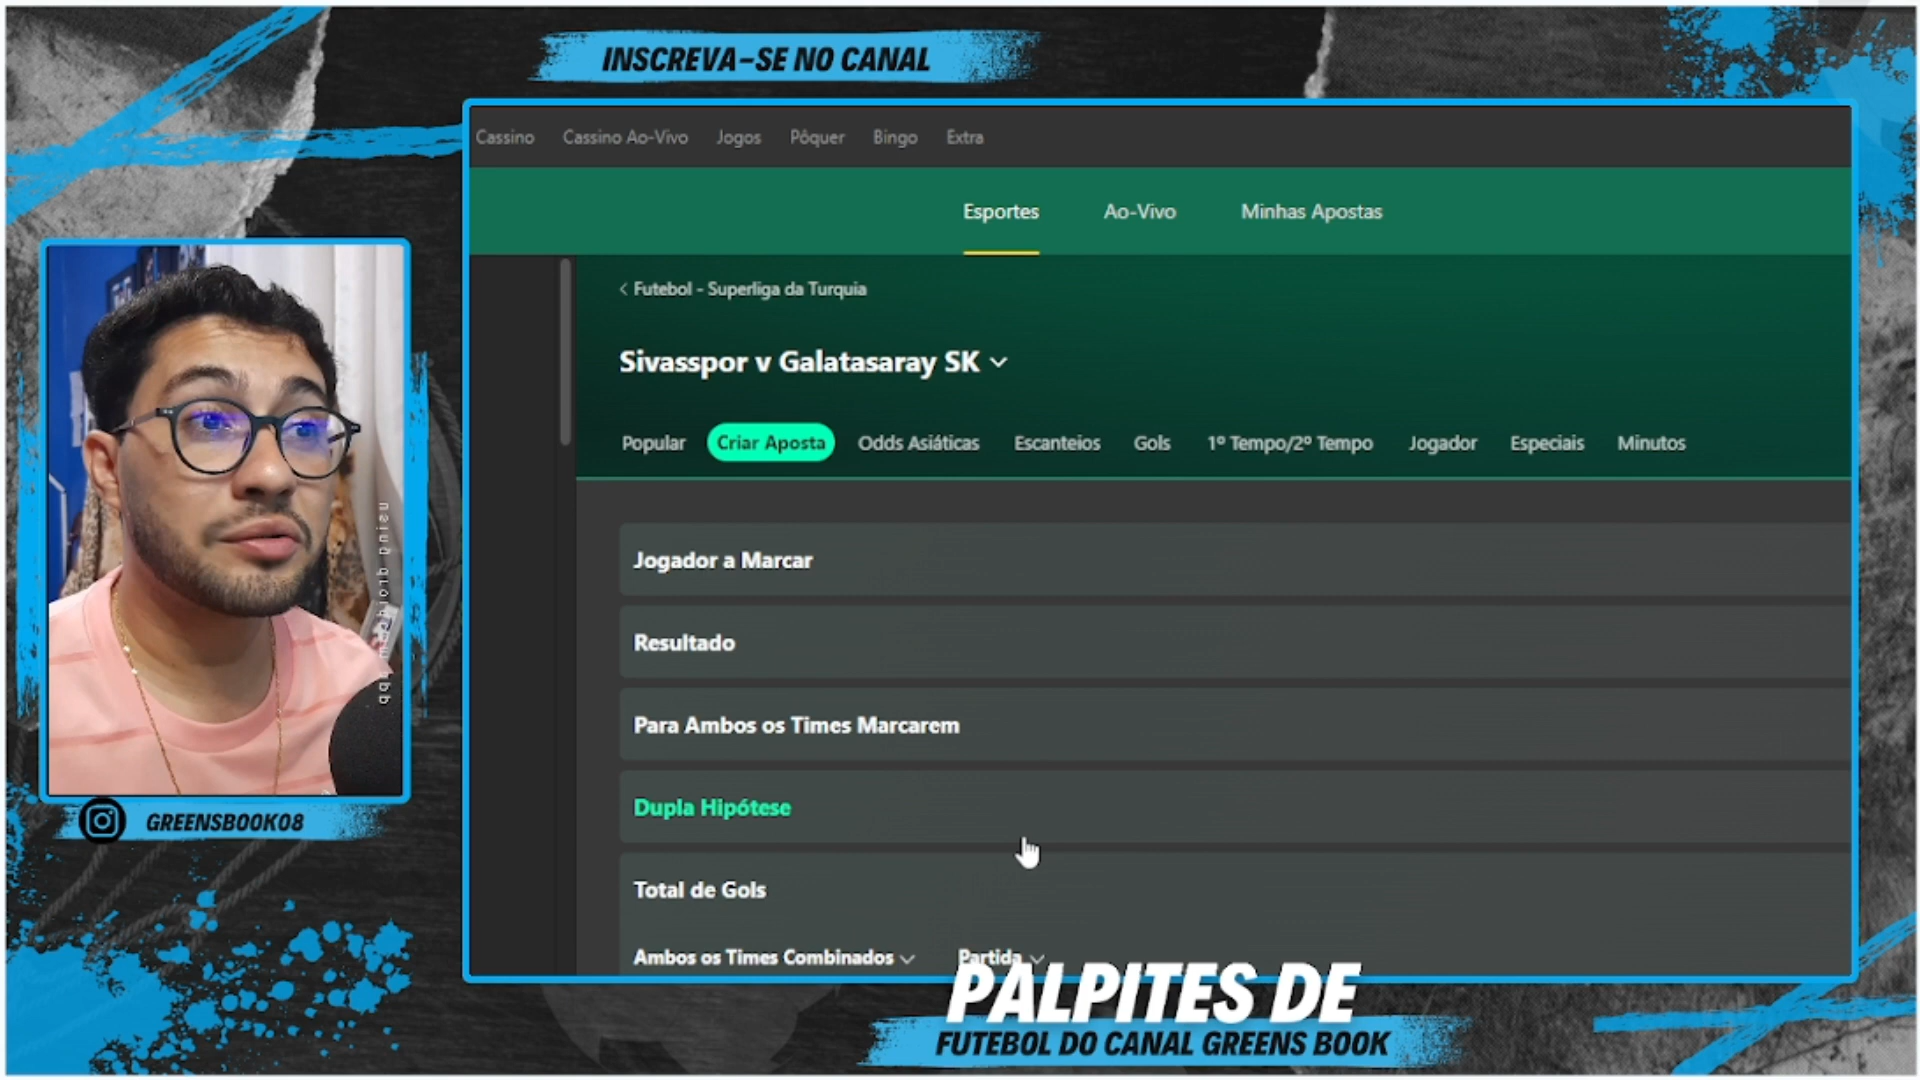 INSCREVA-SE NO CANAL
Cassino Cassino Ao-Vivo Jogos Pôquer Bingo Extra
Esportes Ao-Vivo Minhas Apostas
< Futebol - Superliga da Turquia
Sivasspor v Galatasaray SK
Popular Criar Aposta Odds Asiáticas Escanteios Gols 1º Tempo/2º Tempo Jogador Especiais Minutos
Jogador a Marcar
Resultado
Para Ambos os Times Marcarem
Dupla Hipótese
Total de Gols
Ambos os Times Combinados Partida
GREENSBOOK08
PALPITES DE
FUTEBOL DO CANAL GREENS BOOK